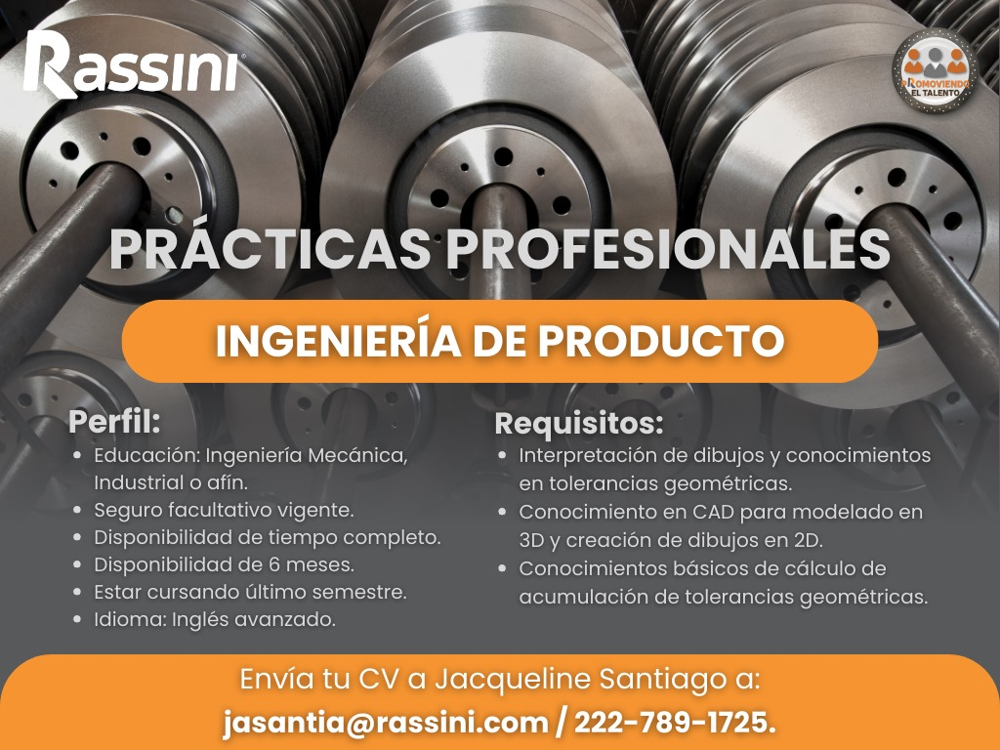 Rassini
PROMOVIENDO
EL TALENTO
PRÁCTICAS PROFESIONALES
INGENIERÍA DE PRODUCTO
Perfil:
• Educación: Ingeniería Mecánica,
Industrial o afín.
• Seguro facultativo vigente.
• Disponibilidad de tiempo completo.
• Disponibilidad de 6 meses.
• Estar cursando último semestre.
• Idioma: Inglés avanzado.
Requisitos:
• Interpretación de dibujos y conocimientos
en tolerancias geométricas.
• Conocimiento en CAD para modelado en
3D y creación de dibujos en 2D.
• Conocimientos básicos de cálculo de
acumulación de tolerancias geométricas.
Envía tu CV a Jacqueline Santiago a:
jasantia@rassini.com / 222-789-1725.